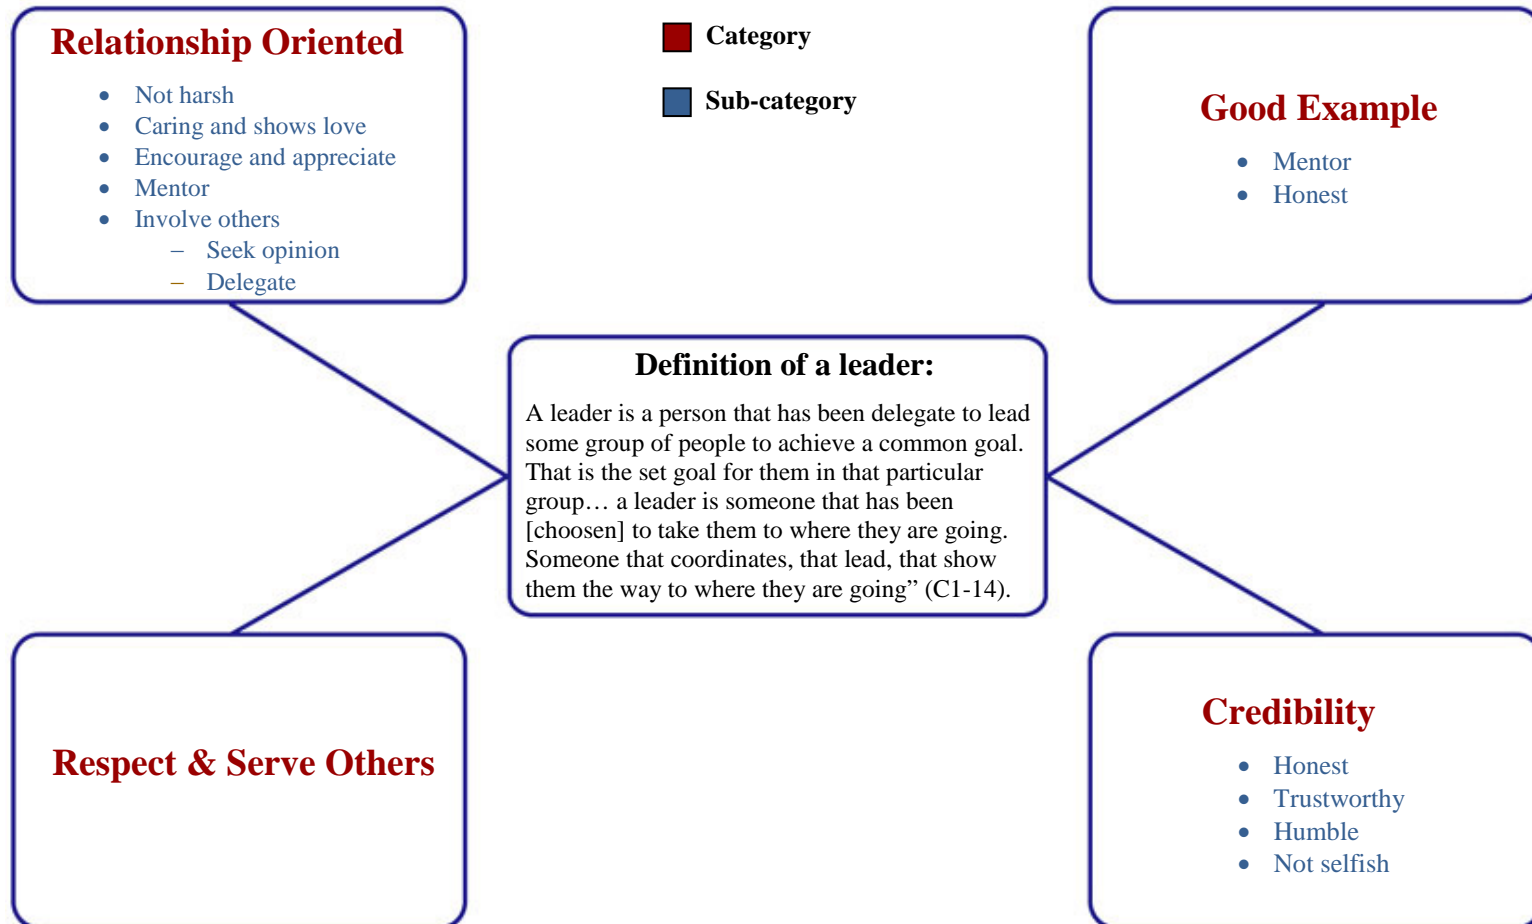 Relationship Oriented
• Not harsh
• Caring and shows love
• Encourage and appreciate
• Mentor
• Involve others
– Seek opinion
– Delegate
Category
Sub-category
Good Example
• Mentor
• Honest
Definition of a leader:
A leader is a person that has been delegate to lead
some group of people to achieve a common goal.
That is the set goal for them in that particular
group… a leader is someone that has been
[choosen] to take them to where they are going.
Someone that coordinates, that lead, that show
them the way to where they are going” (C1-14).
Respect & Serve Others
Credibility
• Honest
• Trustworthy
• Humble
• Not selfish